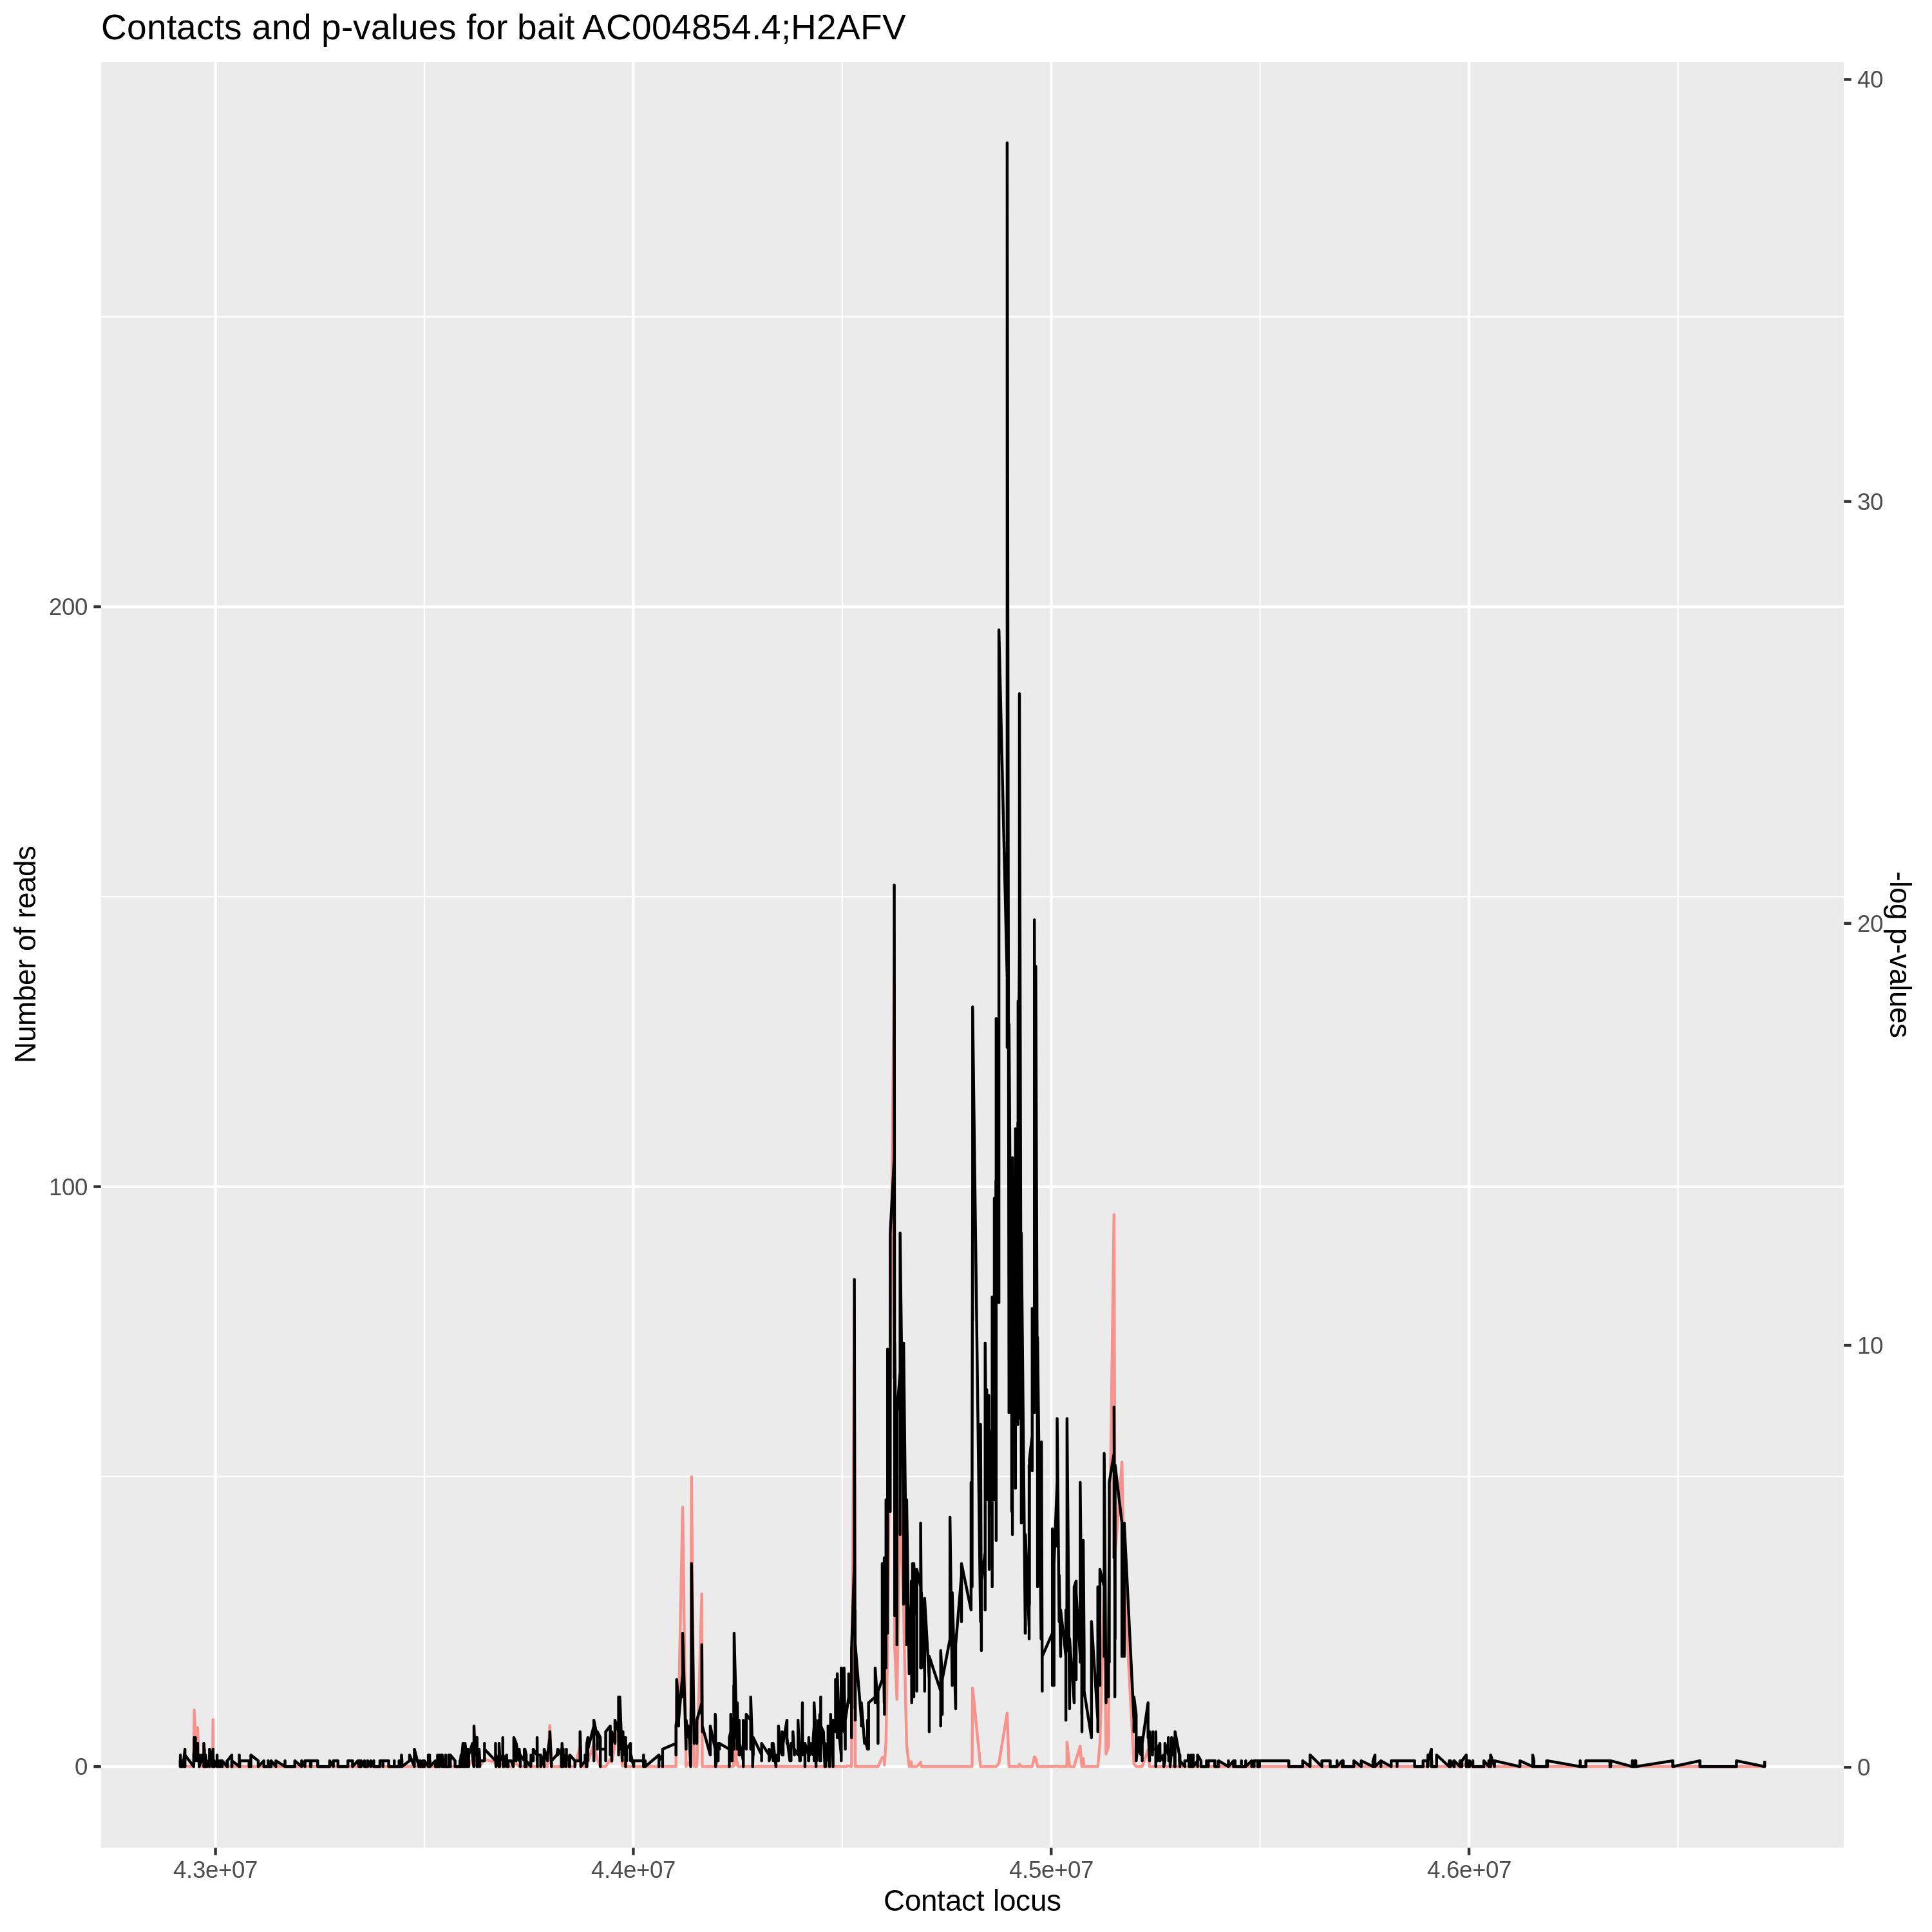 Contacts and p-values for bait AC004854.4;H2AFV
40
30
200
20
Number of reads
-log p-values
100
10
0
0
4.3e+07
4.4e+07
4.5e+07
4.6e+07
Contact locus